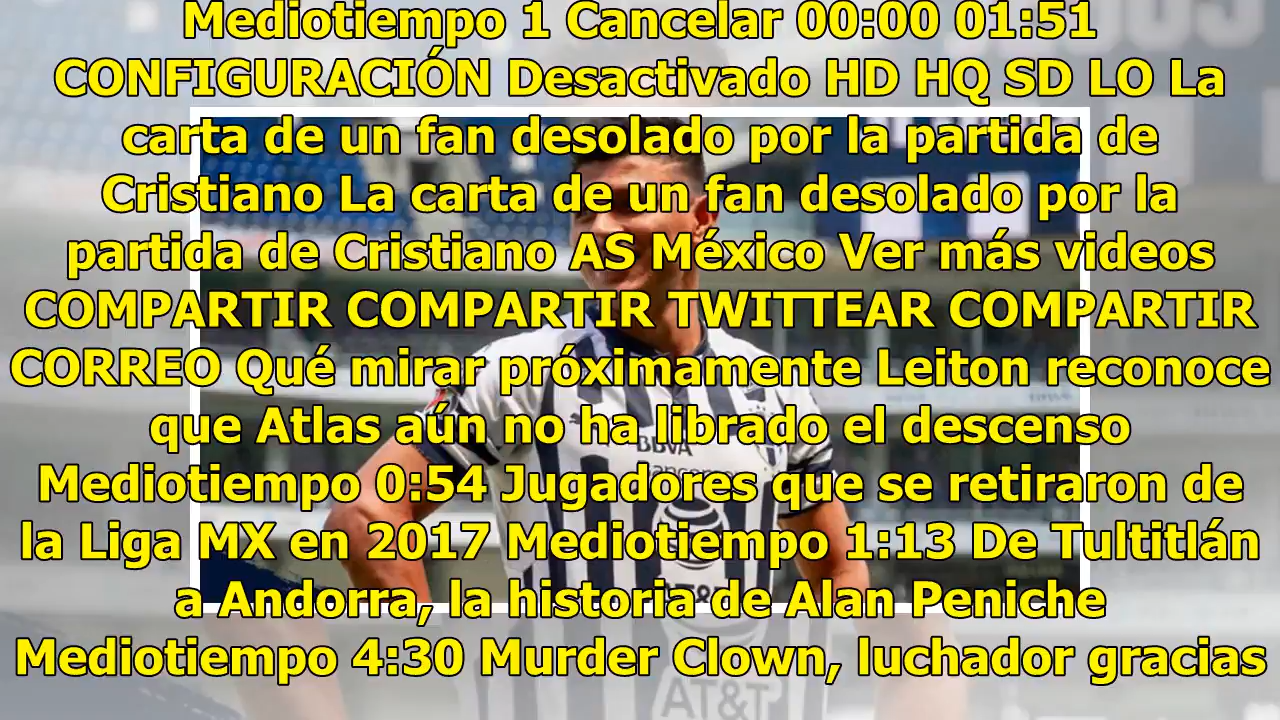 Mediotiempo 1 Cancelar 00:00 01:51
CONFIGURACIÓN Desactivado HD HQ SD LO La
carta de un fan desolado por la partida de
Cristiano La carta de un fan desolado por la
partida de Cristiano AS México Ver más videos
COMPARTIR COMPARTIR TWITTEAR COMPARTIR
CORREO Qué mirar próximamente Leiton reconoce
que Atlas aún no ha librado el descenso
BBVA
Mediotiempo 0:54 Jugadores que se retiraron de
la Liga MX en 2017 Mediotiempo 1:13 De Tultitlán
a Andorra, la historia de Alan Peniche
AT&T
Mediotiempo 4:30 Murder Clown, luchador gracias
AT&T